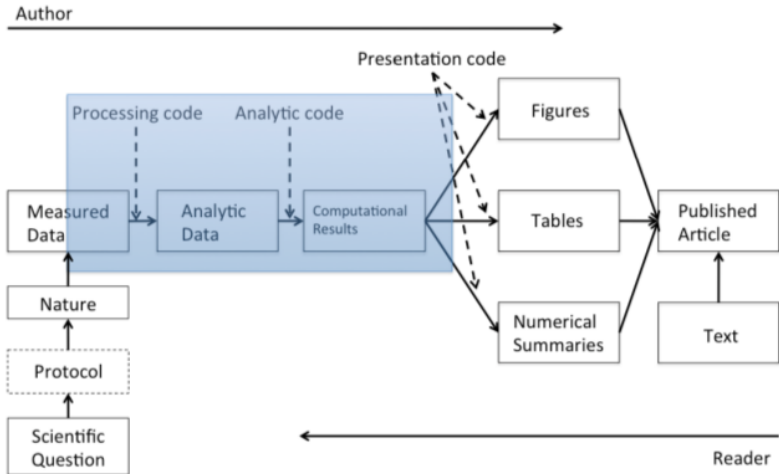 Author
Presentation code
Processing code
Analytic code
Figures
Measured
Data
Analytic
Data
Computational
Results
Tables
Published
Article
Nature
Numerical
Summaries
Text
Protocol
Scientific
Question
Reader